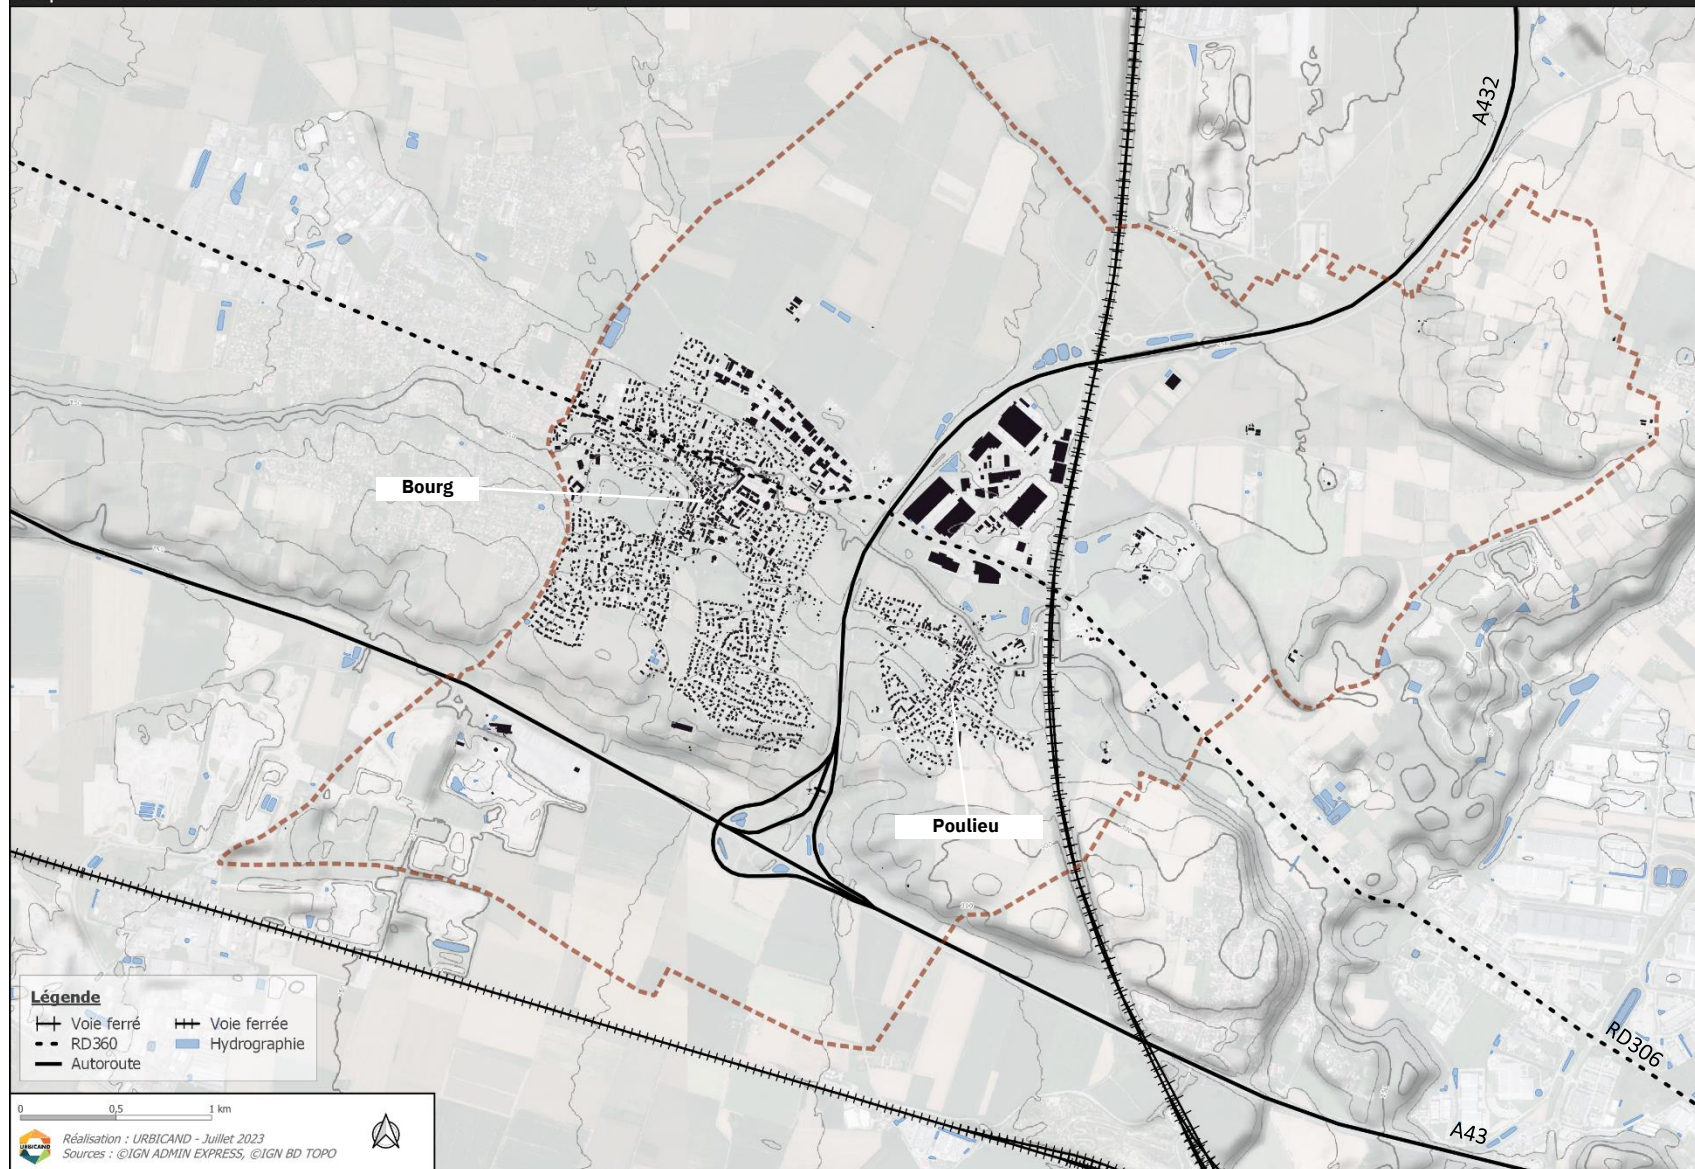 A432
Bourg
Poulieu
RD306
A43
Légende
Voie ferré
Voie ferrée
RD360
Hydrographie
Autoroute
0 0,5 1 km
URBICAND
Réalisation : URBICAND - Juillet 2023
Sources : ©IGN ADMIN EXPRESS, ©IGN BD TOPO